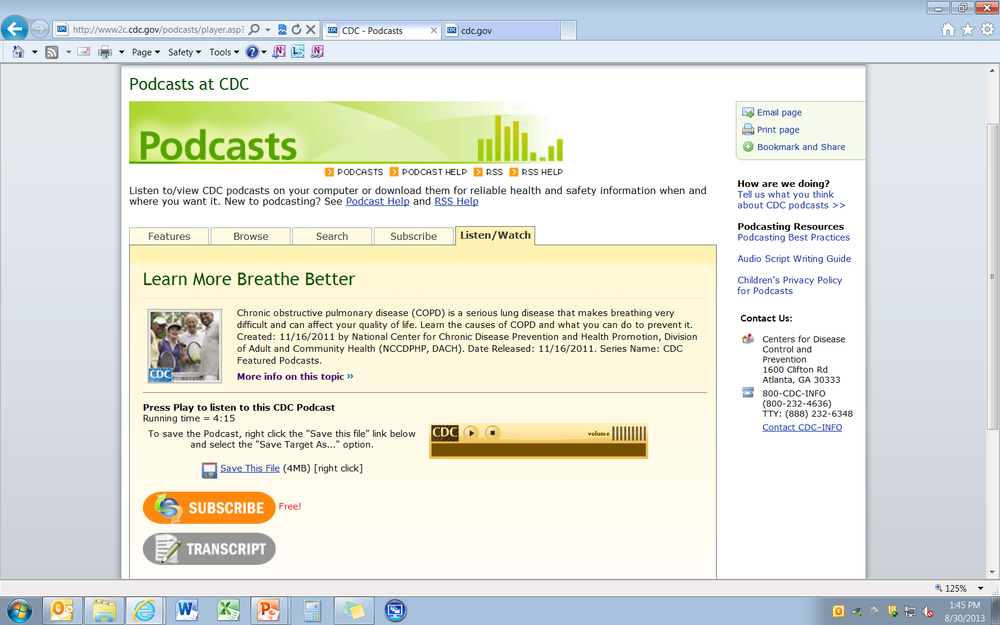 http://www2c.cdc.gov/podcasts/player.asp?
CDC - Podcasts
cdc.gov
Page
Safety
Tools
Podcasts at CDC
Podcasts
PODCASTS PODCAST HELP RSS RSS HELP
Listen to/view CDC podcasts on your computer or download them for reliable health and safety information when and
where you want it. New to podcasting? See Podcast Help and RSS Help
Features Browse Search Subscribe Listen/Watch
Learn More Breathe Better
CDC
Chronic obstructive pulmonary disease (COPD) is a serious lung disease that makes breathing very
difficult and can affect your quality of life. Learn the causes of COPD and what you can do to prevent it.
Created: 11/16/2011 by National Center for Chronic Disease Prevention and Health Promotion, Division
of Adult and Community Health (NCCDPHP, DACH). Date Released: 11/16/2011. Series Name: CDC
Featured Podcasts.
More info on this topic »
Press Play to listen to this CDC Podcast
Running time = 4:15
To save the Podcast, right click the "Save this file" link below
and select the "Save Target As..." option.
Save This File (4MB) [right click]
CDC
volume
SUBSCRIBE Free!
TRANSCRIPT
Email page
Print page
Bookmark and Share
How are we doing?
Tell us what you think
about CDC podcasts >>
Podcasting Resources
Podcasting Best Practices
Audio Script Writing Guide
Children's Privacy Policy
for Podcasts
Contact Us:
Centers for Disease
Control and
Prevention
1600 Clifton Rd
Atlanta, GA 30333
800-CDC-INFO
(800-232-4636)
TTY: (888) 232-6348
Contact CDC–INFO
125%
1:45 PM
8/30/2013